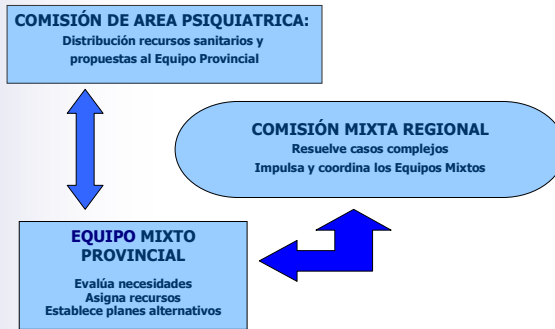 COMISIÓN DE AREA PSIQUIATRICA:
Distribución recursos sanitarios y
propuestas al Equipo Provincial
COMISIÓN MIXTA REGIONAL
Resuelve casos complejos
Impulsa y coordina los Equipos Mixtos
EQUIPO MIXTO
PROVINCIAL
Evalúa necesidades
Asigna recursos
Establece planes alternativos